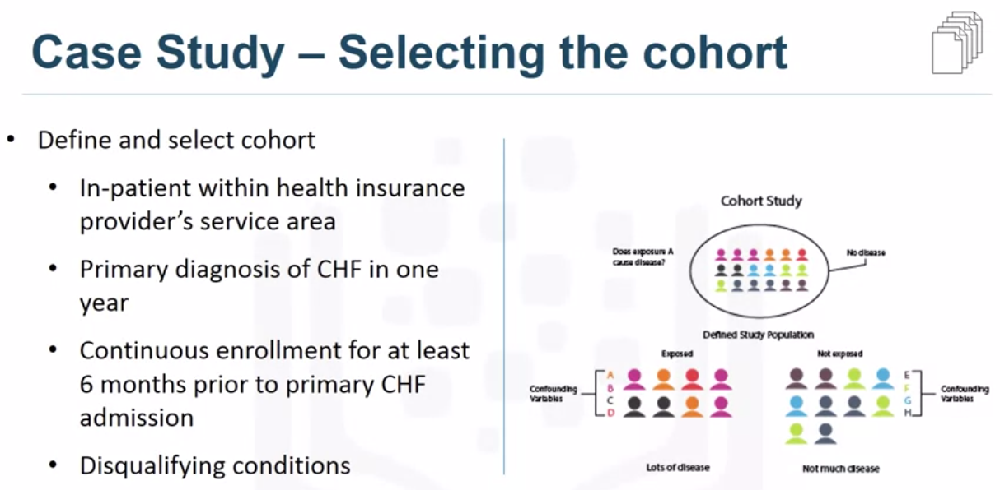 Case Study – Selecting the cohort
• Define and select cohort
• In-patient within health insurance
provider's service area
• Primary diagnosis of CHF in one
year
• Continuous enrollment for at least
6 months prior to primary CHF
admission
• Disqualifying conditions
Cohort Study
Does exposure A
cause disease?
No disease
Defined Study Population
Exposed
Confounding
Variables
A
B
C
D
Lots of disease
Not exposed
E
F
G
H
Confounding
Variables
Not much disease